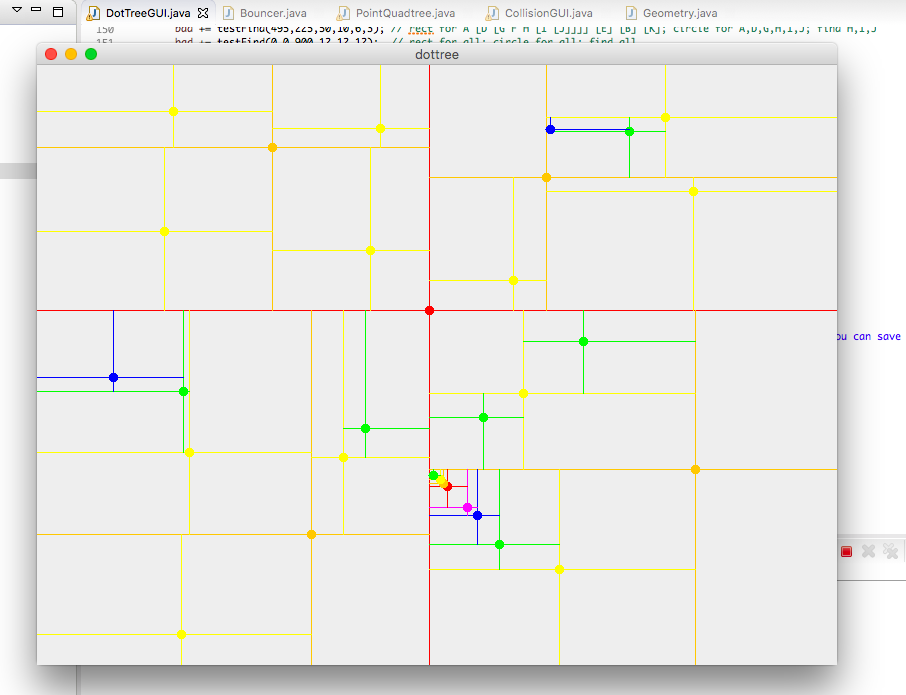 DotTreeGUI.java Bouncer.java PointQuadtree.java CollisionGUI.java Geometry.java
150 bad += testFind(495,225,50,10,6,3); // rect for A [D [G F H [I [J]]]] [E] [B] [K]; circle for A,D,G,H,I,J; find H,I,J
151 bad += testFind(0,0,900,12,12,12); // rect for all; circle for all; find all
dottree
ou can save